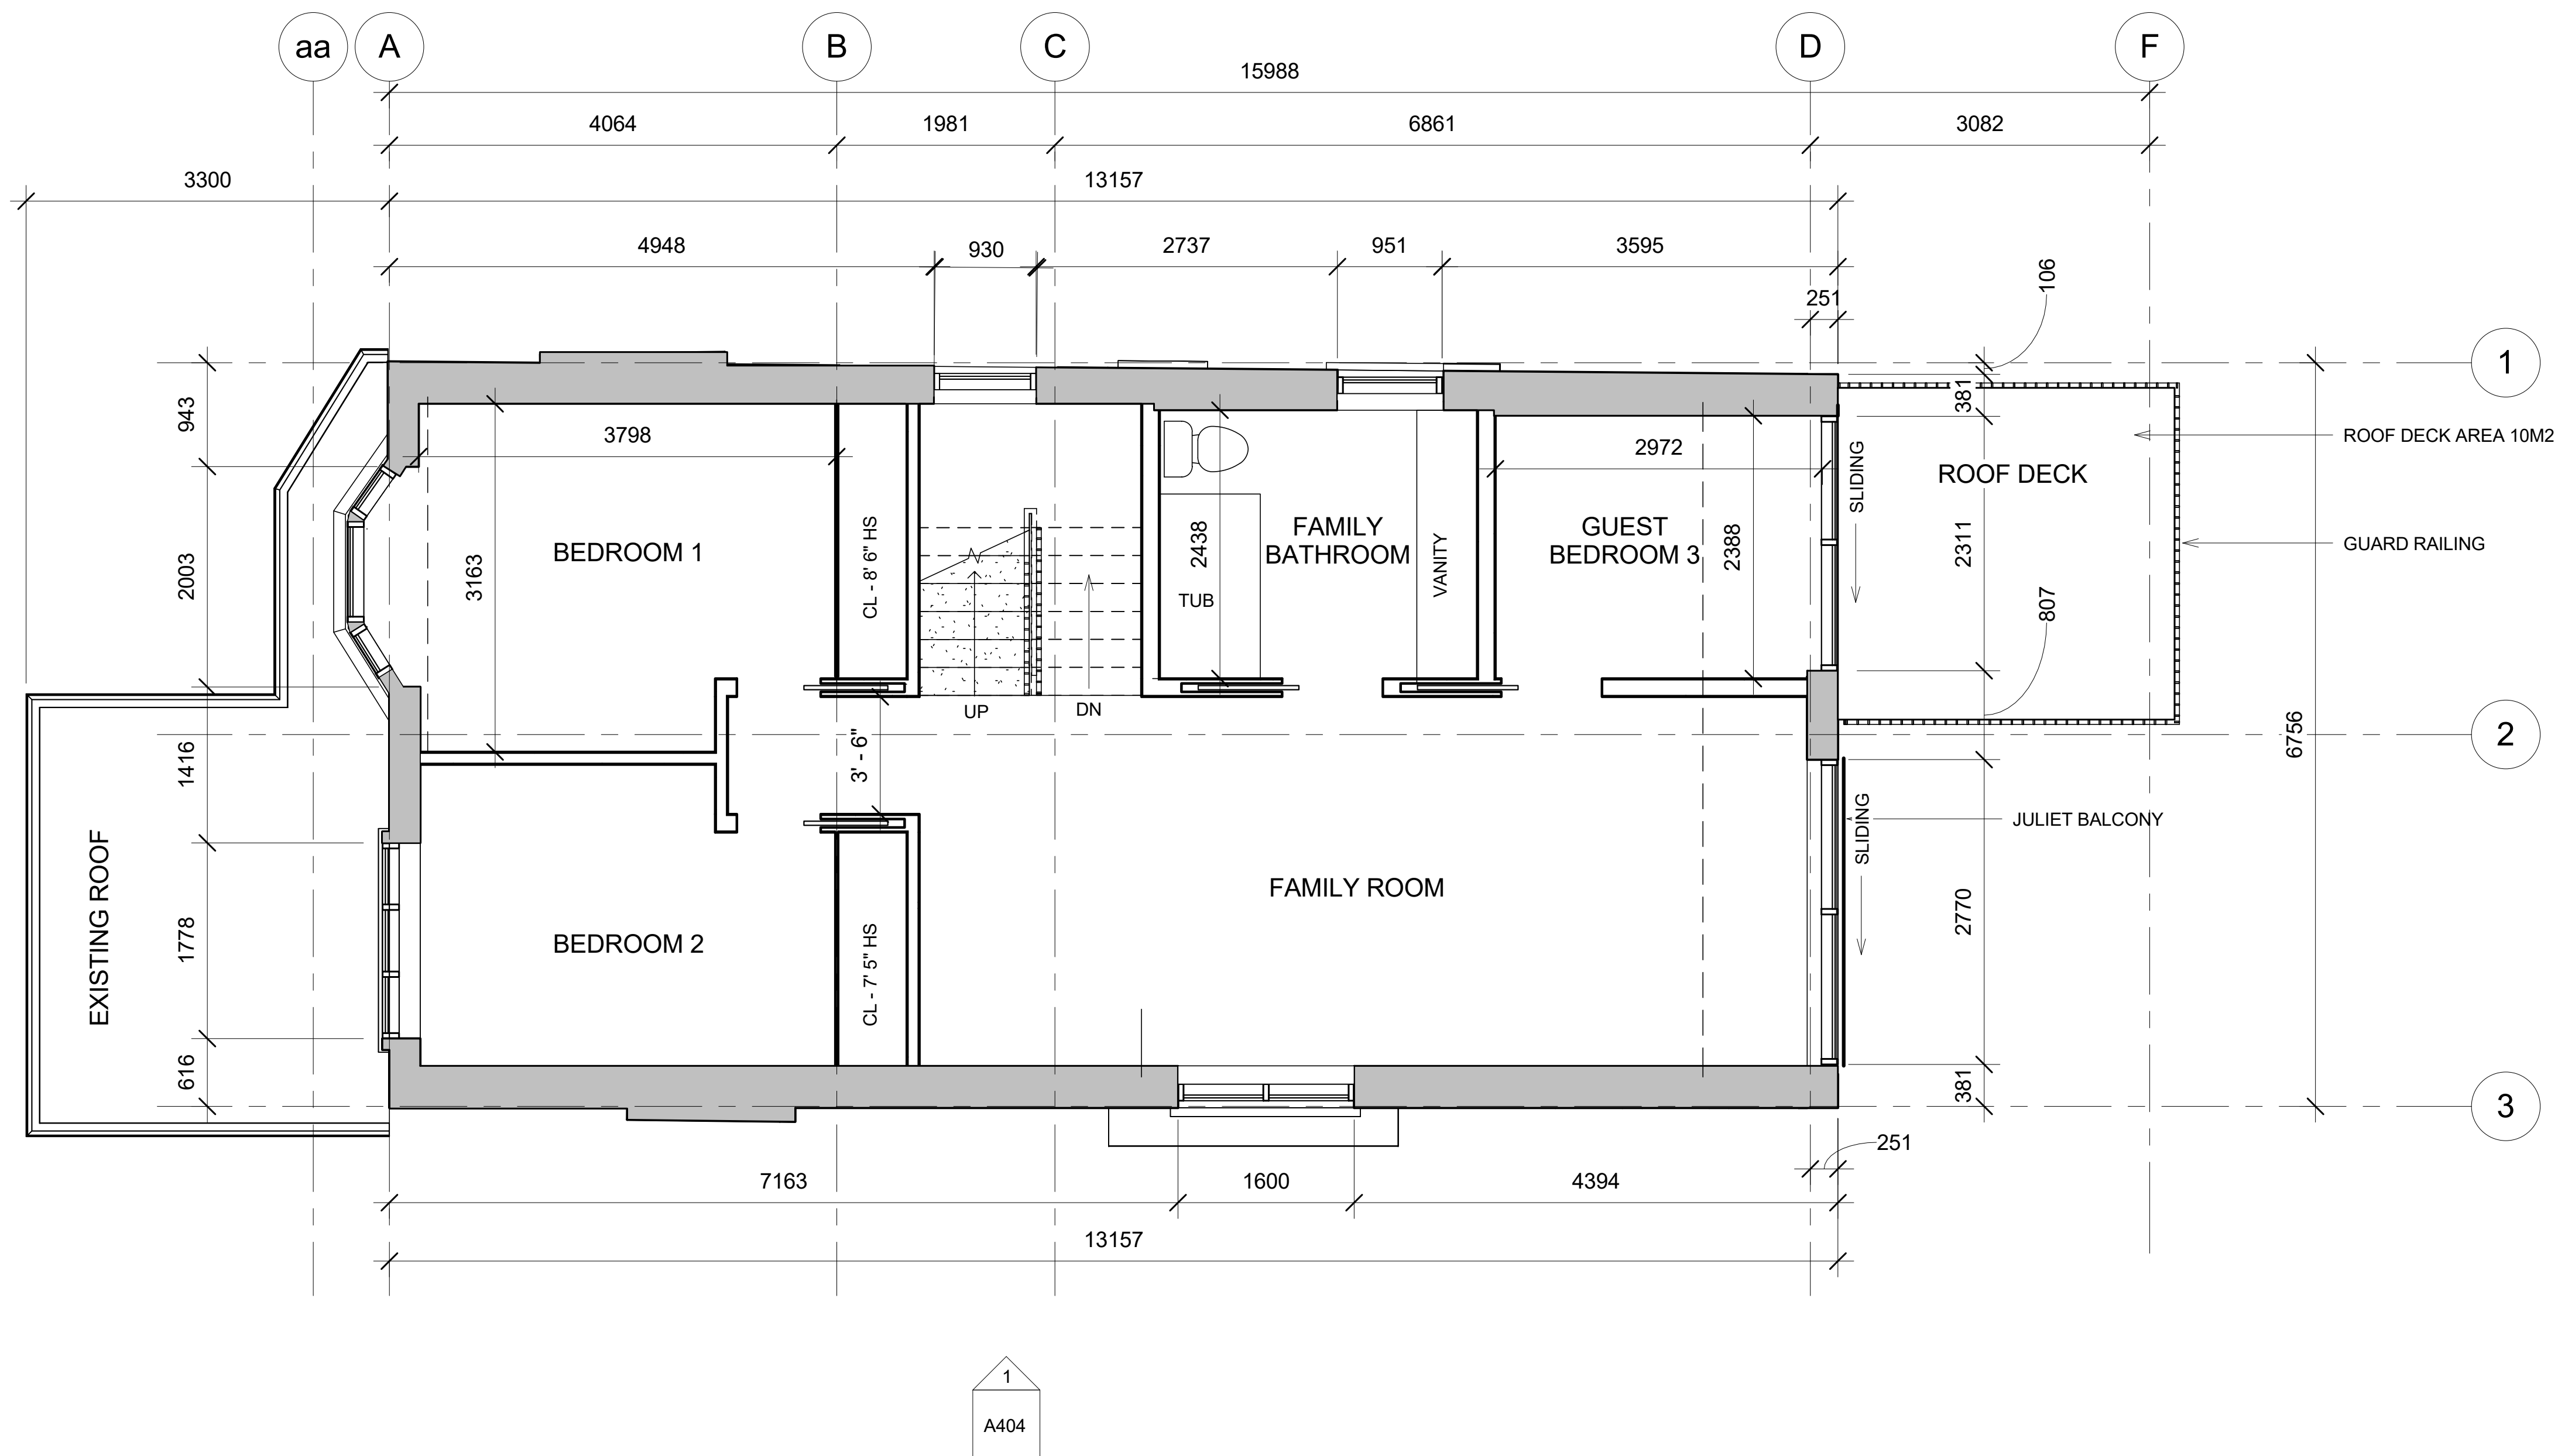 aa
A
B
C
D
F
15988
4064
1981
6861
3082
3300
13157
4948
930
2737
951
3595
251
106
1
943
381
3798
2972
SLIDING
ROOF DECK
ROOF DECK AREA 10M2
BEDROOM 1
3163
CL - 8' 6" HS
2438
FAMILY
BATHROOM
TUB
VANITY
GUEST
BEDROOM 3
2388
2311
GUARD RAILING
2003
807
UP
DN
2
6756
1416
3' - 6"
SLIDING
JULIET BALCONY
EXISTING ROOF
FAMILY ROOM
BEDROOM 2
1778
CL - 7' 5" HS
2770
616
381
3
251
7163
1600
4394
13157
1
A404